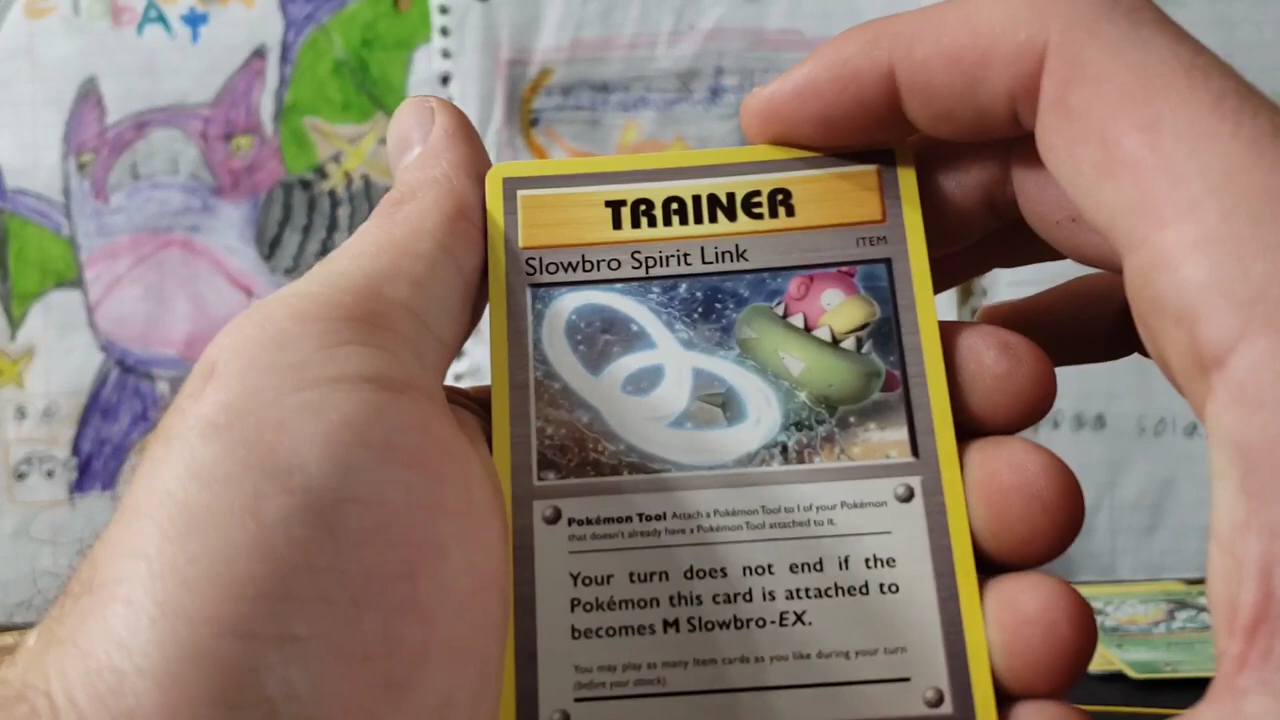 bAt
TRAINER
ITEM
Slowbro Spirit Link
Pokémon Tool Attach a Pokémon Tool to 1 of your Pokémon
that doesn't already have a Pokémon Tool attached to it.
Your turn does not end if the
Pokémon this card is attached to
becomes M Slowbro-EX.
You may play as many Item cards as you like during your turn
(before your attack).